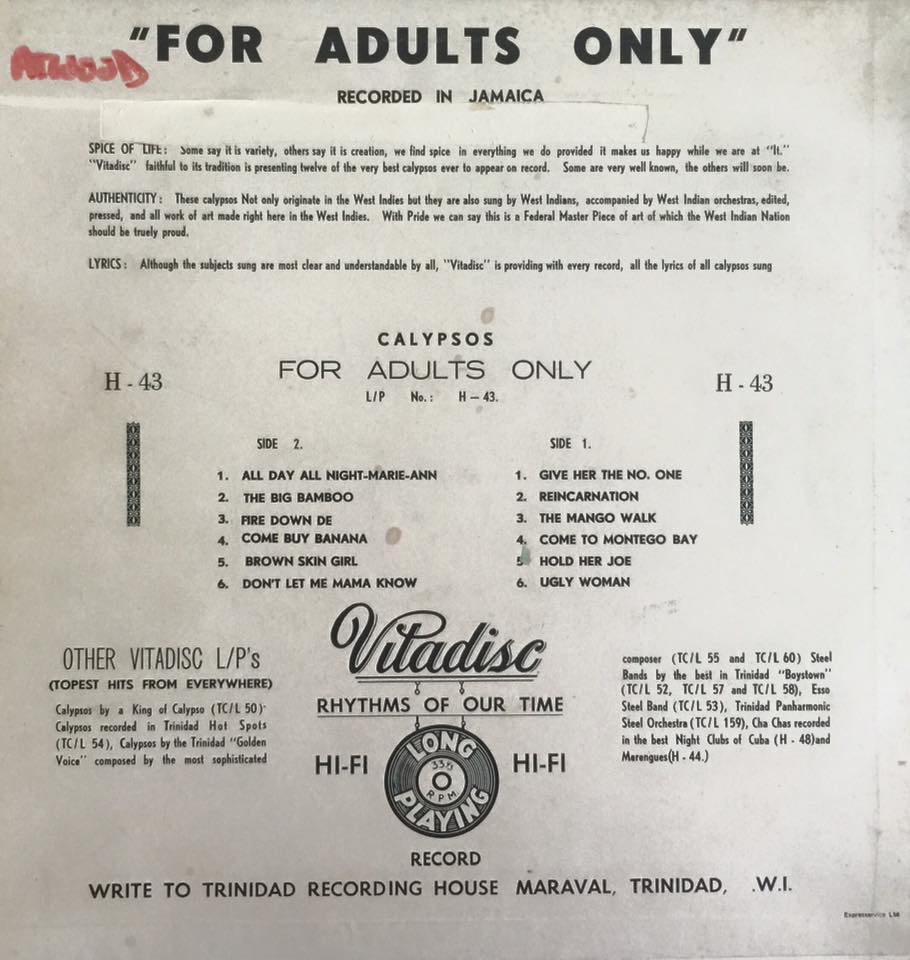 "FOR ADULTS ONLY"
ATWOOD
RECORDED IN JAMAICA
SPICE OF LIFE: Some say it is variety, others say it is creation, we find spice in everything we do provided it makes us happy while we are at "It."
"Vitadisc" faithful to its tradition is presenting twelve of the very best calypsos ever to appear on record. Some are very well known, the others will soon be.
AUTHENTICITY: These calypsos Not only originate in the West Indies but they are also sung by West Indians, accompanied by West Indian orchestras, edited,
pressed, and all work of art made right here in the West Indies. With Pride we can say this is a Federal Master Piece of art of which the West Indian Nation
should be truely proud.
LYRICS: Although the subjects sung are most clear and understandable by all, "Vitadisc" is providing with every record, all the lyrics of all calypsos sung
CALYPSOS
FOR ADULTS ONLY
L/P No.: H - 43.
H - 43
H - 43
SIDE 2.
1. ALL DAY ALL NIGHT-MARIE-ANN
2. THE BIG BAMBOO
3. FIRE DOWN DE
4. COME BUY BANANA
5. BROWN SKIN GIRL
6. DON'T LET ME MAMA KNOW
SIDE 1.
1. GIVE HER THE NO. ONE
2. REINCARNATION
3. THE MANGO WALK
4. COME TO MONTEGO BAY
5 HOLD HER JOE
6. UGLY WOMAN
OTHER VITADISC L/P's
(TOPEST HITS FROM EVERYWHERE)
Calypsos by a King of Calypso (TC/L 50)
Calypsos recorded in Trinidad Hot Spots
(TC/L 54), Calypsos by the Trinidad "Golden
Voice" composed by the most sophisticated
Vitadisc
RHYTHMS OF OUR TIME
HI-FI
LONG
33⅓
R.P.M.
PLAYING
HI-FI
RECORD
composer (TC/L 55 and TC/L 60) Steel
Bands by the best in Trinidad "Boystown"
(TC/L 52, TC/L 57 and TC/L 58), Esso
Steel Band (TC/L 53), Trinidad Panharmonic
Steel Orchestra (TC/L 159), Cha Chas recorded
in the best Night Clubs of Cuba (H - 48)and
Merengues(H - 44.)
WRITE TO TRINIDAD RECORDING HOUSE MARAVAL, TRINIDAD, .W.I.
Expresservice Ltd